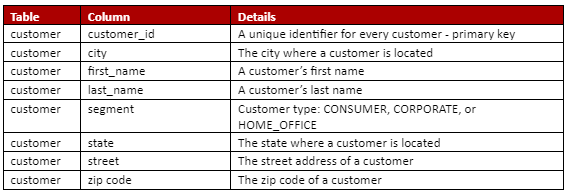 Table Column Details
customer customer_id A unique identifier for every customer - primary key
customer city The city where a customer is located
customer first_name A customer's first name
customer last_name A customer's last name
customer segment Customer type: CONSUMER, CORPORATE, or
HOME_OFFICE
customer state The state where a customer is located
customer street The street address of a customer
customer zip code The zip code of a customer